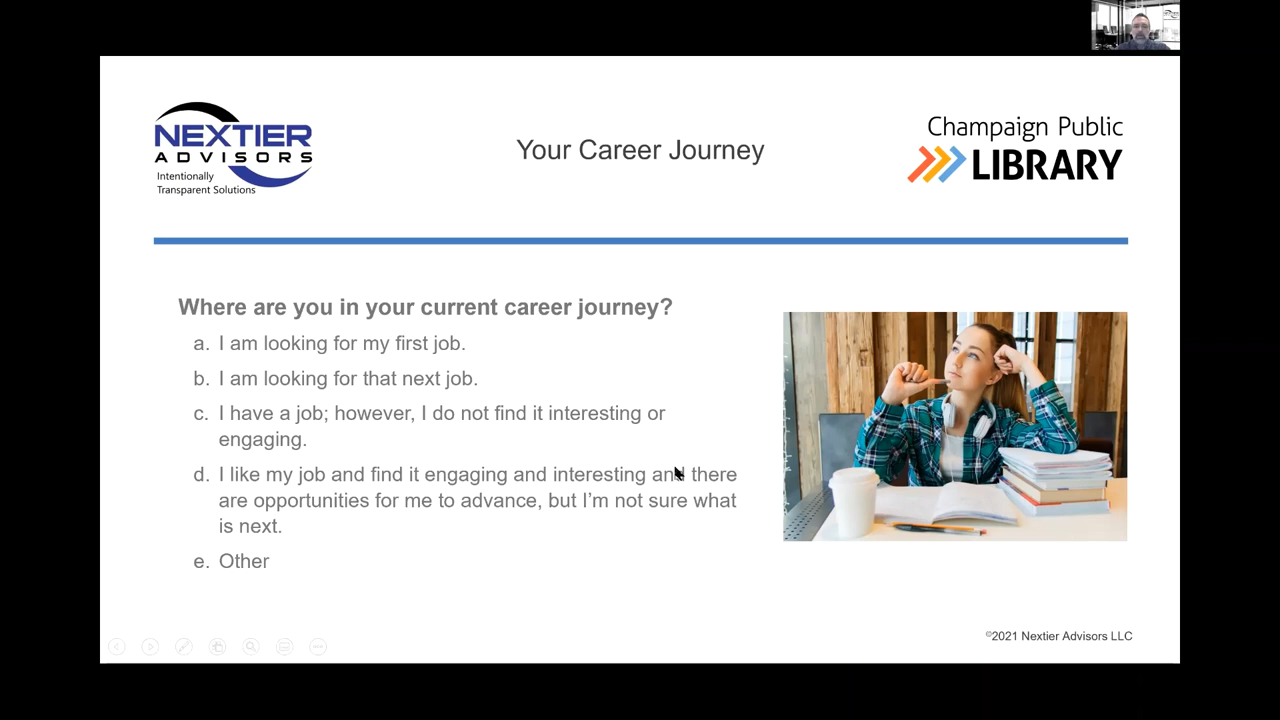 NEXTIER
ADVISORS
Intentionally
Transparent Solutions
Your Career Journey
Champaign Public
LIBRARY
Where are you in your current career journey?
a. I am looking for my first job.
b. I am looking for that next job.
c. I have a job; however, I do not find it interesting or
engaging.
d. I like my job and find it engaging and interesting and there
are opportunities for me to advance, but I'm not sure what
is next.
e. Other
©2021 Nextier Advisors LLC